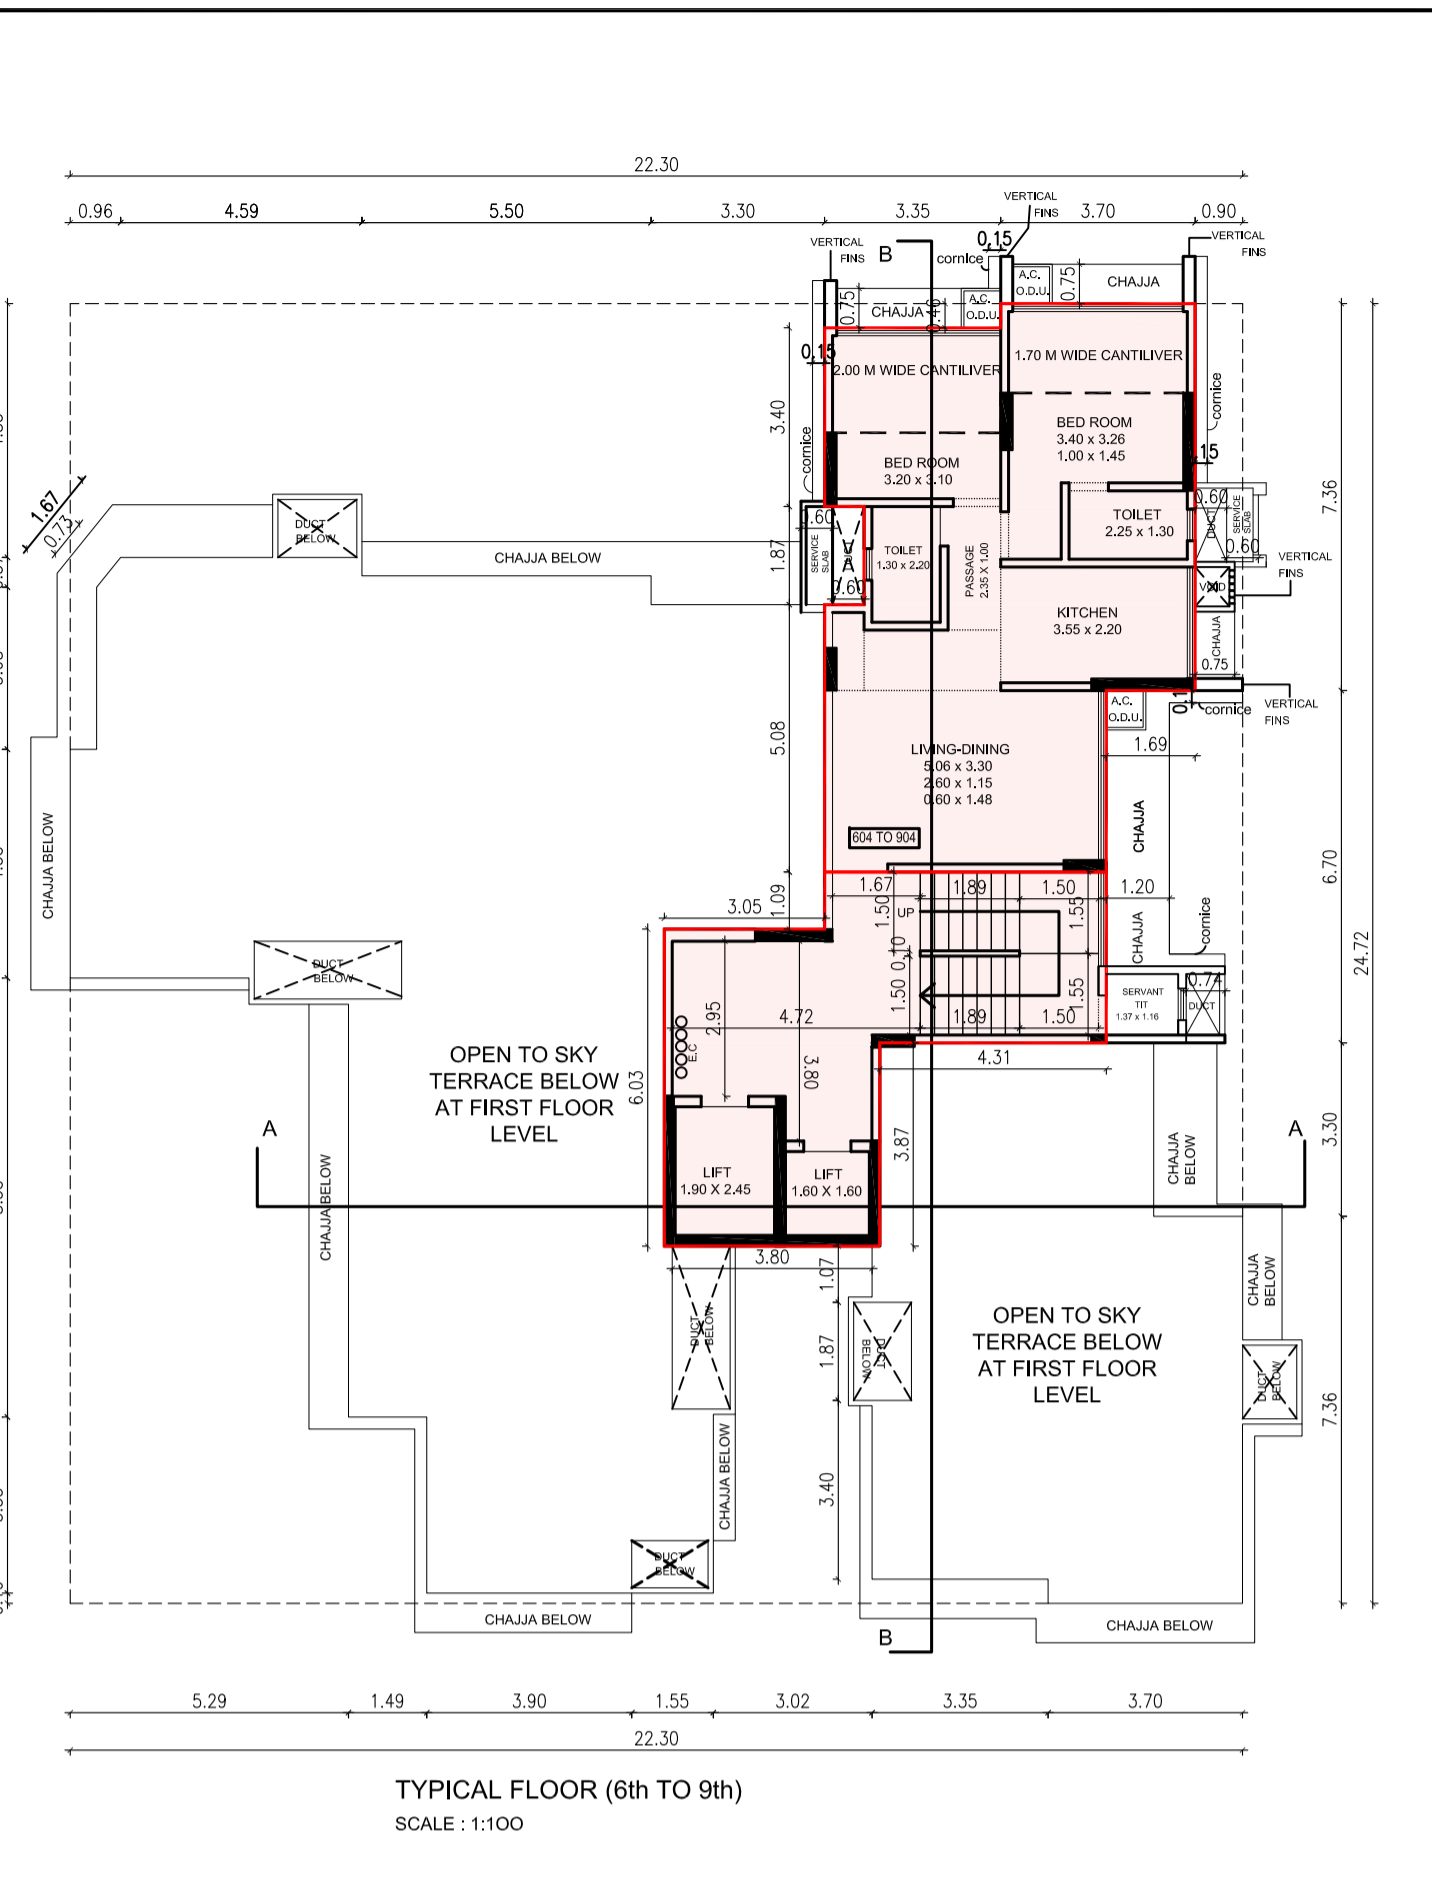 22.30
0.96
4.59
5.50
3.30
3.35
3.70
0.90
VERTICAL
FINS
VERTICAL
FINS
B
cornice
0.15
VERTICAL
FINS
A.C.
O.D.U.
0.75
CHAJJA
0.75
CHAJJA
0.46
A.C.
O.D.U.
0.15
2.00 M WIDE CANTILIVER
1.70 M WIDE CANTILIVER
3.40
cornice
cornice
BED ROOM
3.40 x 3.26
1.00 x 1.45
BED ROOM
3.20 x 3.10
.15
7.36
1.67
0.73
DUCT
BELOW
CHAJJA BELOW
0.60
SERVICE
SLAB
0.60
1.87
TOILET
1.30 x 2.20
PASSAGE
2.35 X 1.00
TOILET
2.25 x 1.30
0.60
DUCT
SERVICE
SLAB
0.60
VERTICAL
FINS
VOID
KITCHEN
3.55 x 2.20
CHAJJA
0.75
cornice
VERTICAL
FINS
A.C.
O.D.U.
1.69
5.08
LIVING-DINING
5.06 x 3.30
2.60 x 1.15
0.60 x 1.48
604 TO 904
CHAJJA
CHAJJA BELOW
6.70
24.72
1.09
3.05
1.67
1.89
1.50
1.20
1.50
UP
1.55
CHAJJA
cornice
DUCT
BELOW
0.10
1.50
1.55
1.89
1.50
SERVANT
TIT
1.37 x 1.16
0.74
DUCT
2.95
4.72
E.C
3.80
4.31
6.03
OPEN TO SKY
TERRACE BELOW
AT FIRST FLOOR
LEVEL
A
A
3.87
3.30
CHAJJA
BELOW
LIFT
1.90 X 2.45
LIFT
1.60 X 1.60
CHAJJA BELOW
3.80
1.07
CHAJJA
BELOW
DUCT
BELOW
1.87
DUCT
BELOW
OPEN TO SKY
TERRACE BELOW
AT FIRST FLOOR
LEVEL
DUCT
BELOW
7.36
CHAJJA BELOW
3.40
DUCT
BELOW
CHAJJA BELOW
B
CHAJJA BELOW
5.29
1.49
3.90
1.55
3.02
3.35
3.70
22.30
TYPICAL FLOOR (6th TO 9th)
SCALE : 1:100